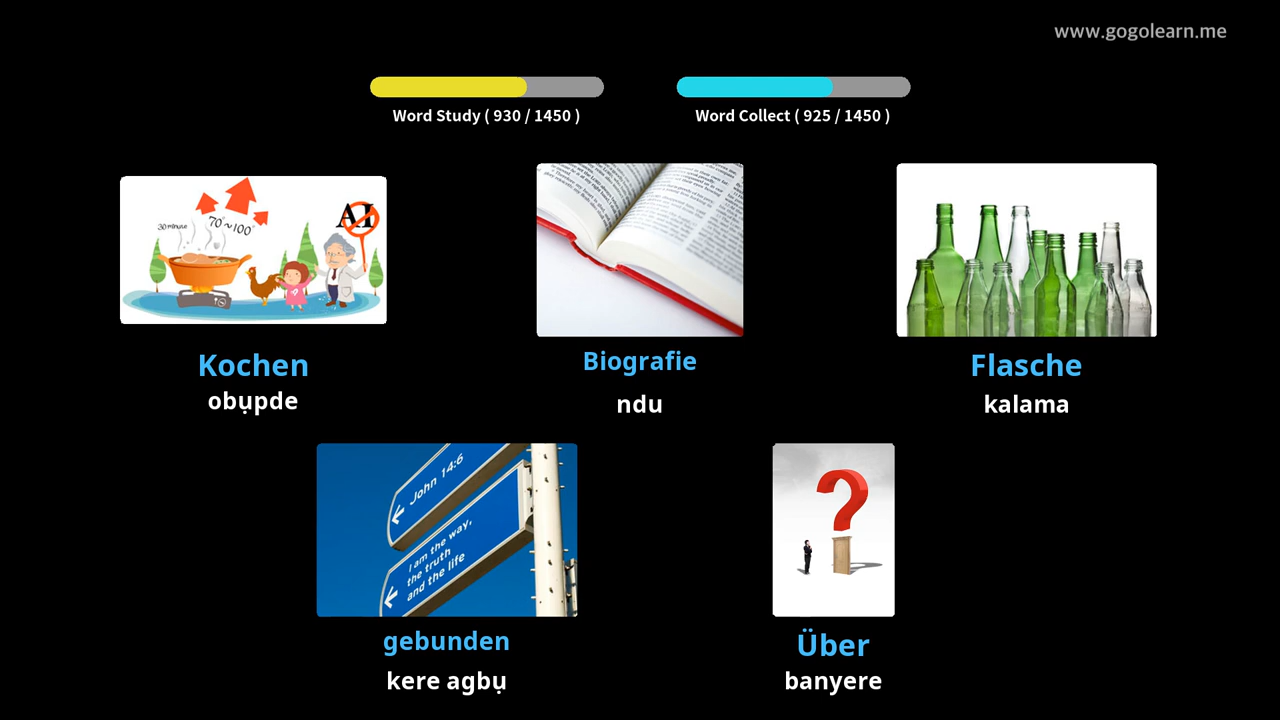 www.gogolearn.me
Word Study ( 930 / 1450 )
Word Collect ( 925 / 1450 )
30 minute
70°~100°
AI
Kochen
obụpde
Biografie
ndu
Flasche
kalama
John 14:6
I am the way,
the truth
and the life
gebunden
kere agbụ
Über
banyere